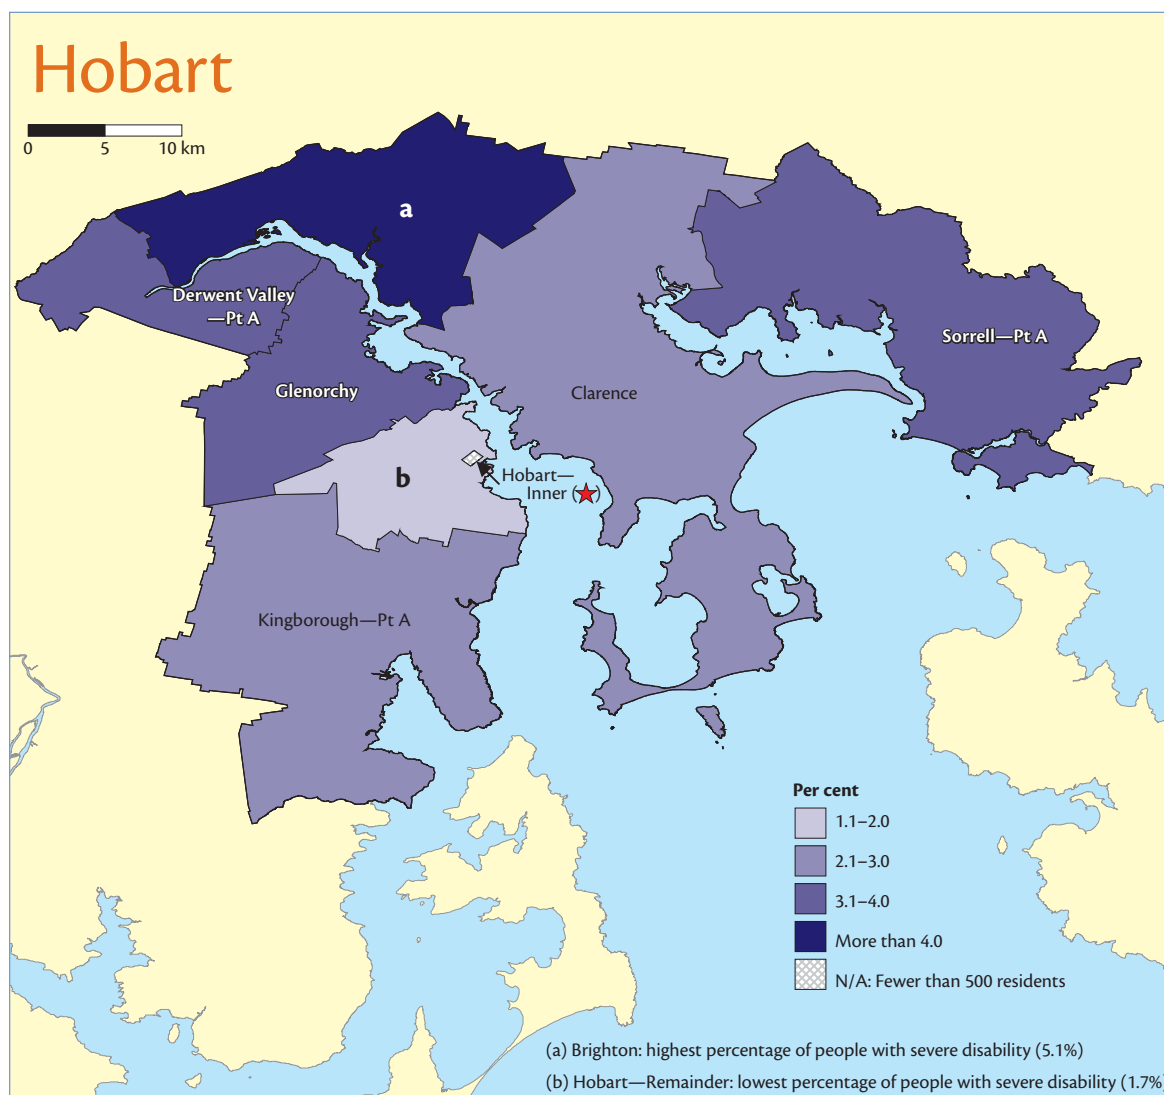 Hobart
0 5 10 km
a
Derwent Valley
—Pt A
Sorrell—Pt A
Glenorchy
Clarence
b
Hobart—
Inner (★)
Kingborough—Pt A
Per cent
1.1–2.0
2.1–3.0
3.1–4.0
More than 4.0
N/A: Fewer than 500 residents
(a) Brighton: highest percentage of people with severe disability (5.1%)
(b) Hobart—Remainder: lowest percentage of people with severe disability (1.7%)